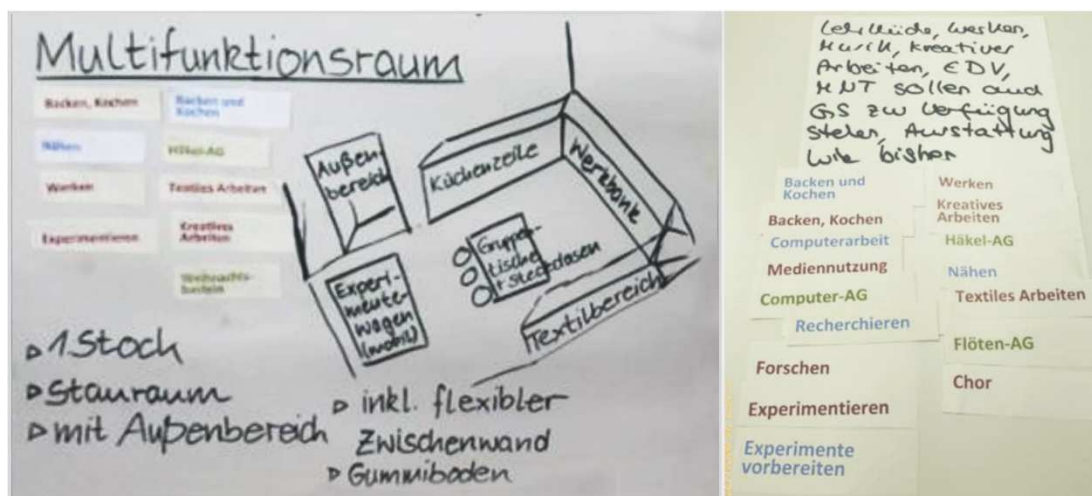 Multifunktionsraum
Backen, Kochen
Backen und
Kochen
Nähen
Häkel-AG
Werken
Textiles Arbeiten
Experimentieren
Kreatives
Arbeiten
Weihnachts-
basteln
Außen-
bereich
Küchenzeile
Werkbank
Gruppen-
tische
+ Steckdosen
Experi-
mente-
wagen
(mobil)
Textilbereich
▹ 1 Stock
▹ Stauraum
▹ mit Außenbereich
▹ inkl. flexibler
Zwischenwand
▹ Gummiboden
Lehrküche, Werken,
Musik, Kreatives
Arbeiten, EDV,
MNT sollen auch
GS zu Verfügung
stehen, Ausstattung
wie bisher
Backen und
Kochen
Backen, Kochen
Computerarbeit
Mediennutzung
Computer-AG
Recherchieren
Forschen
Experimentieren
Experimente
vorbereiten
Werken
Kreatives
Arbeiten
Häkel-AG
Nähen
Textiles Arbeiten
Flöten-AG
Chor